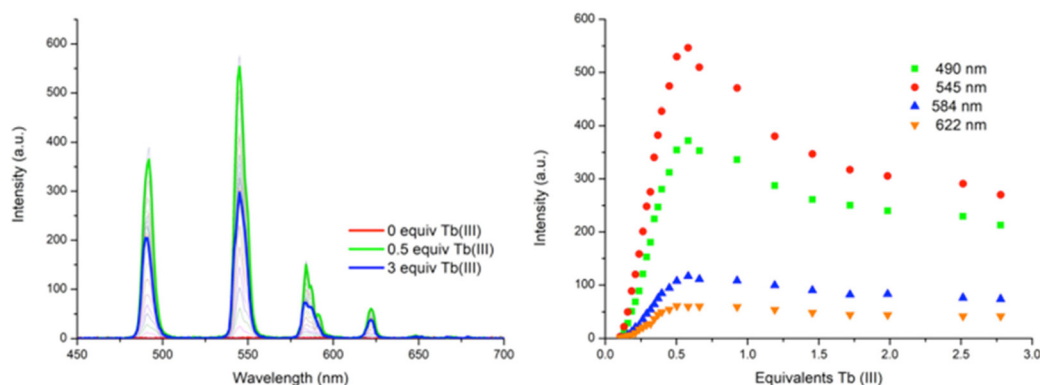 600
500
400
300
200
100
0
Intensity (a.u.)
450 500 550 600 650 700
Wavelength (nm)
0 equiv Tb(III)
0.5 equiv Tb(III)
3 equiv Tb(III)
600
500
400
300
200
100
0
Intensity (a.u.)
0.0 0.5 1.0 1.5 2.0 2.5 3.0
Equivalents Tb (III)
490 nm
545 nm
584 nm
622 nm